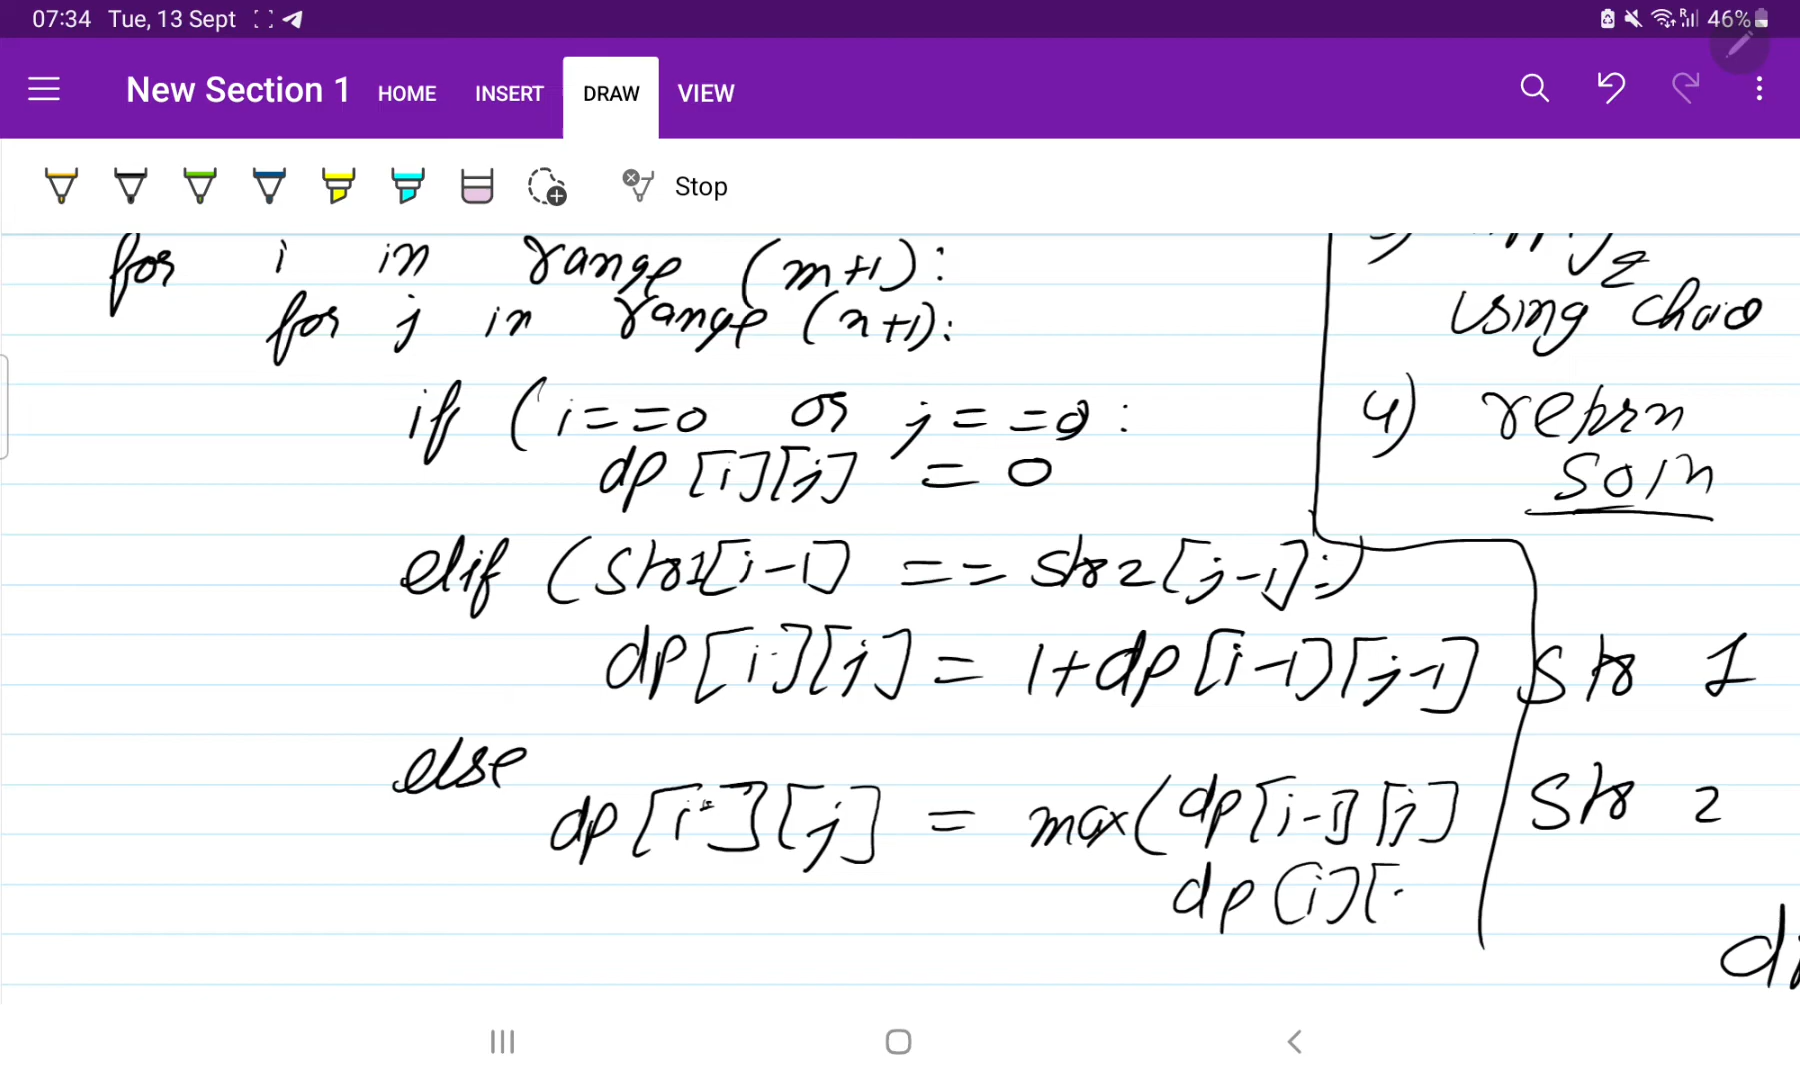 07:34 Tue, 13 Sept
46%
New Section 1 HOME INSERT DRAW VIEW
Stop
for i in range (m+1):
for j in range (n+1):
if (i==0 or j==0:
dp[i][j] = 0
elif (str1[i-1] == str2[j-1]:)
dp[i][j] = 1+dp[i-1][j-1]
else
dp[i][j] = max(dp[i-1][j]
dp[i][
using
4) return
soln
Str 1
Str 2